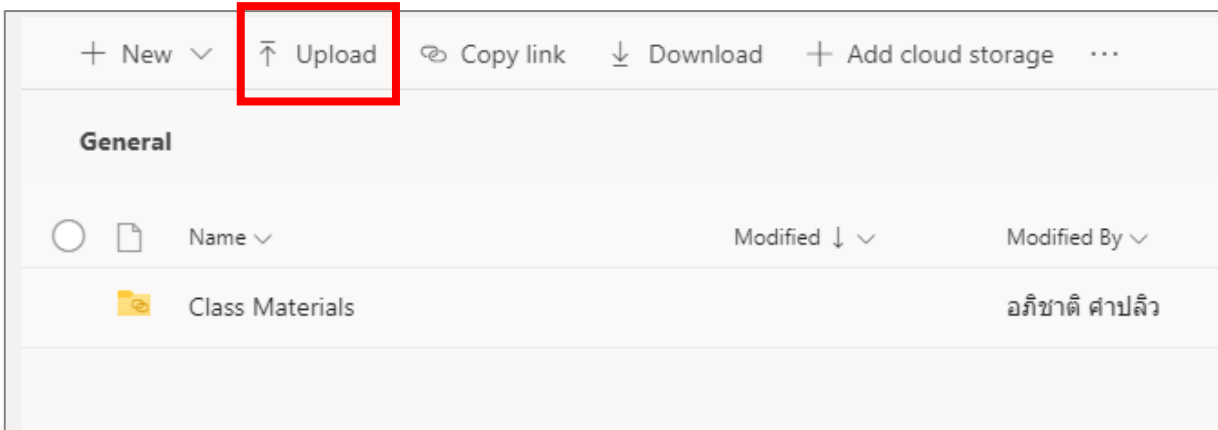 New Upload Copy link Download Add cloud storage ...
General
Name Modified Modified By
Class Materials อภิชาติ คำปลิว